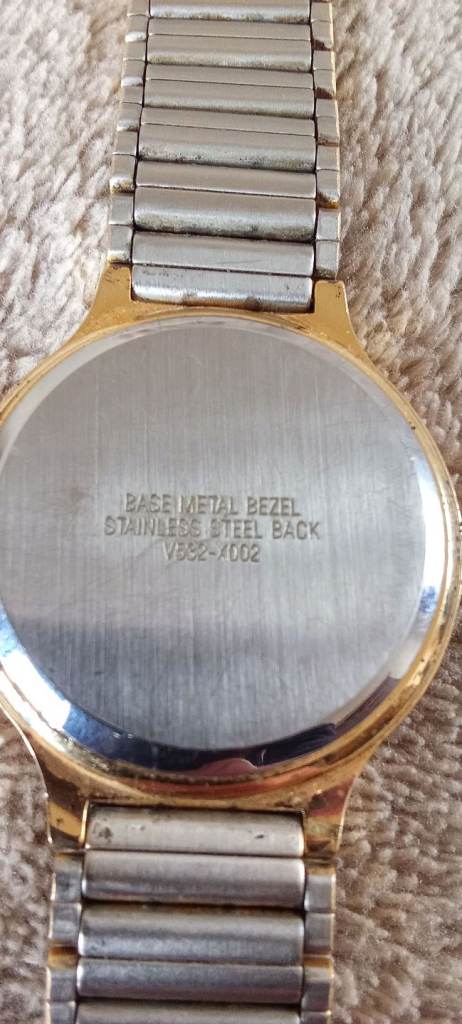 BASE METAL BEZEL
STAINLESS STEEL BACK
V532-X002